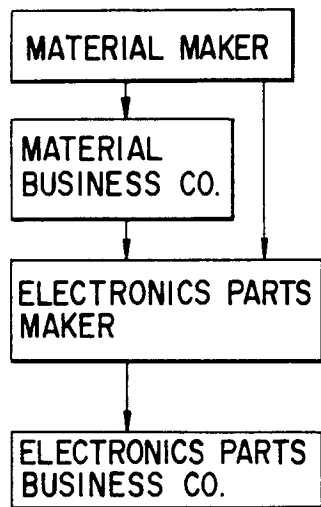 MATERIAL MAKER
MATERIAL
BUSINESS CO.
ELECTRONICS PARTS
MAKER
ELECTRONICS PARTS
BUSINESS CO.